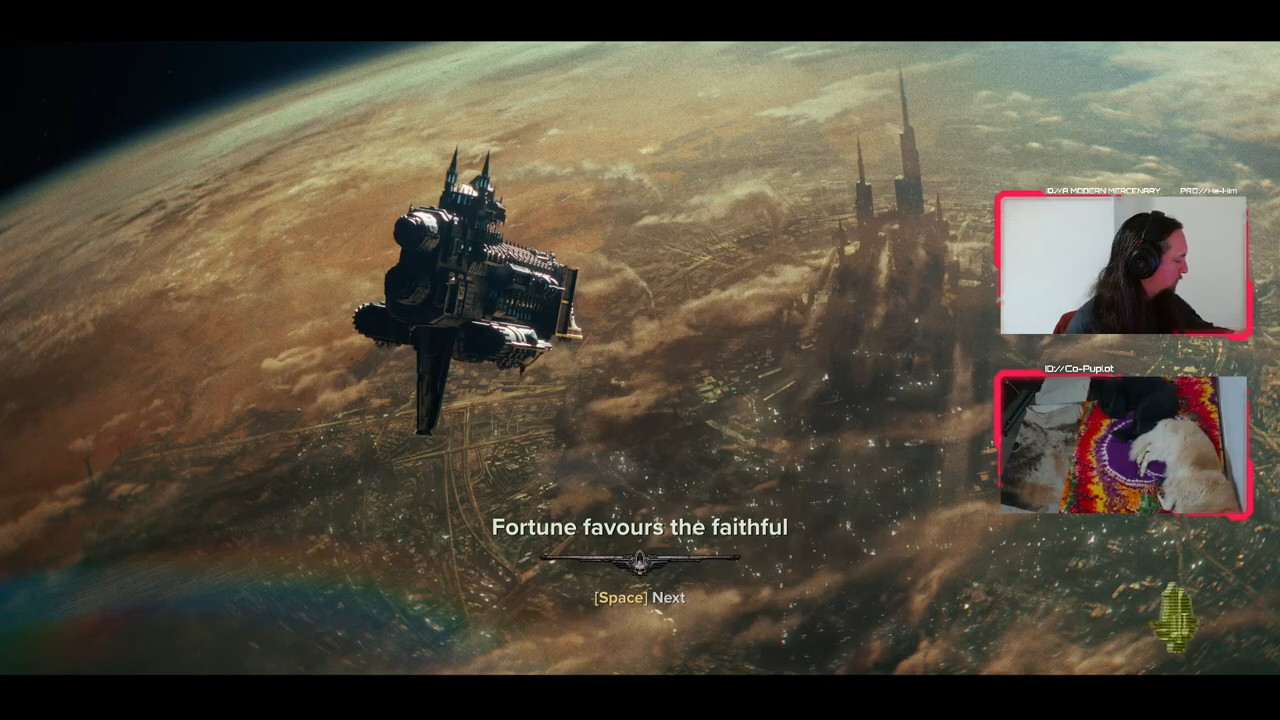 ID//A MODERN MERCENARY PRO//He-Him
ID//Co-Puplot
Fortune favours the faithful
[Space] Next